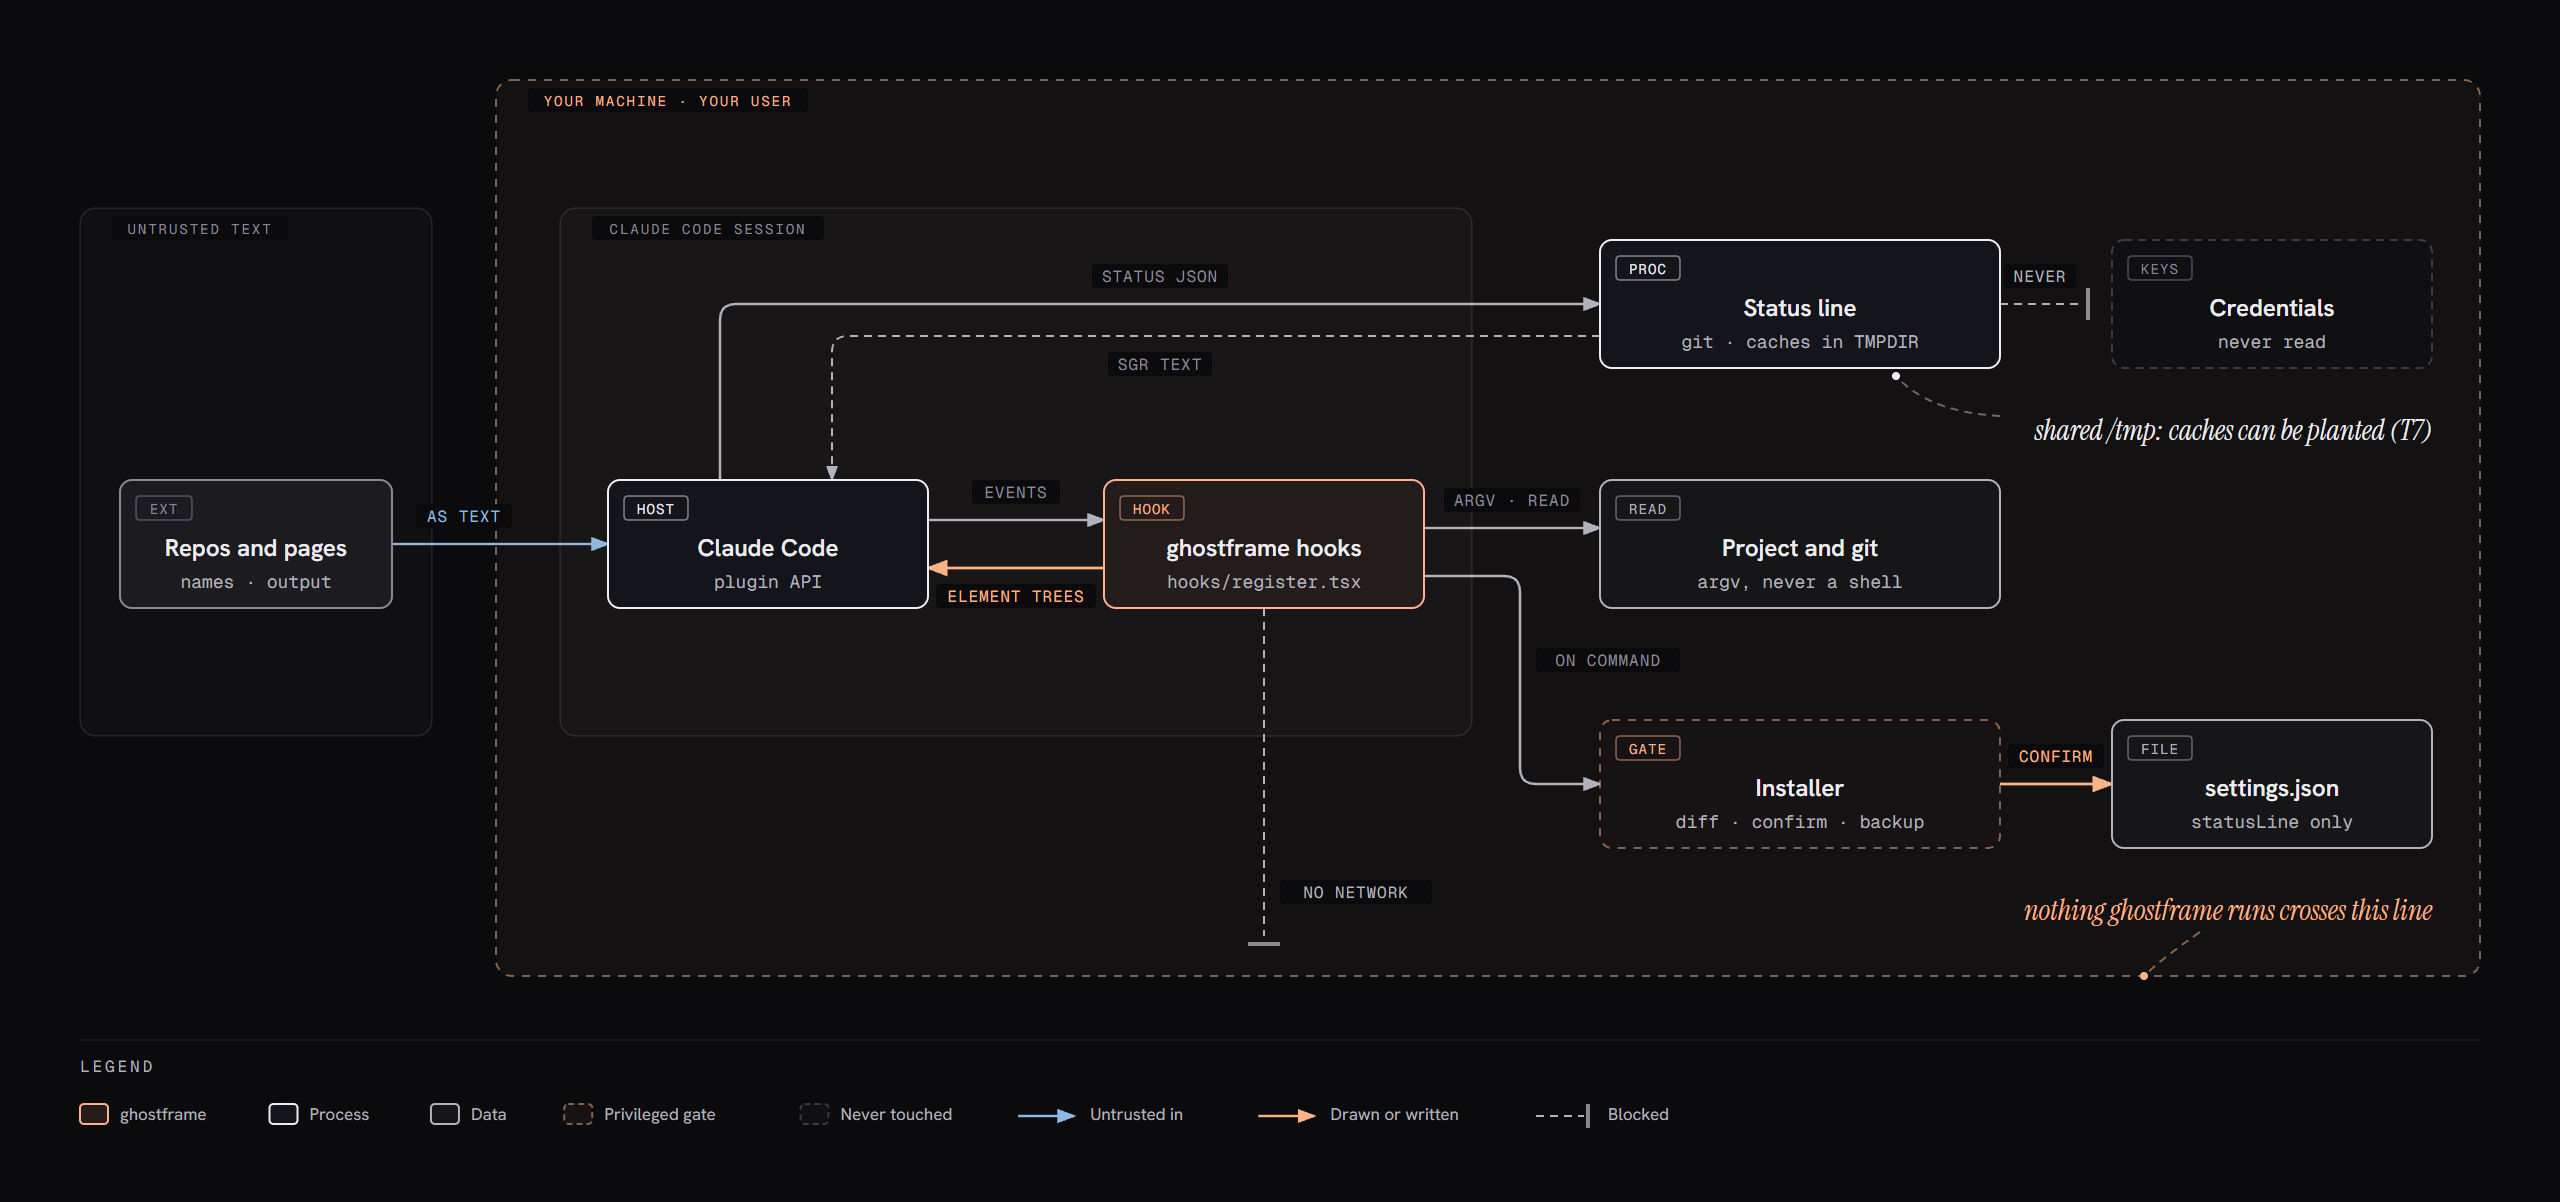 YOUR MACHINE · YOUR USER
UNTRUSTED TEXT
CLAUDE CODE SESSION
STATUS JSON
SGR TEXT
PROC
Status line
git · caches in TMPDIR
NEVER
KEYS
Credentials
never read
shared /tmp: caches can be planted (T7)
EXT
Repos and pages
names · output
AS TEXT
HOST
Claude Code
plugin API
EVENTS
ELEMENT TREES
HOOK
ghostframe hooks
hooks/register.tsx
ARGV · READ
READ
Project and git
argv, never a shell
ON COMMAND
GATE
Installer
diff · confirm · backup
CONFIRM
FILE
settings.json
statusLine only
NO NETWORK
nothing ghostframe runs crosses this line
LEGEND
ghostframe
Process
Data
Privileged gate
Never touched
Untrusted in
Drawn or written
Blocked